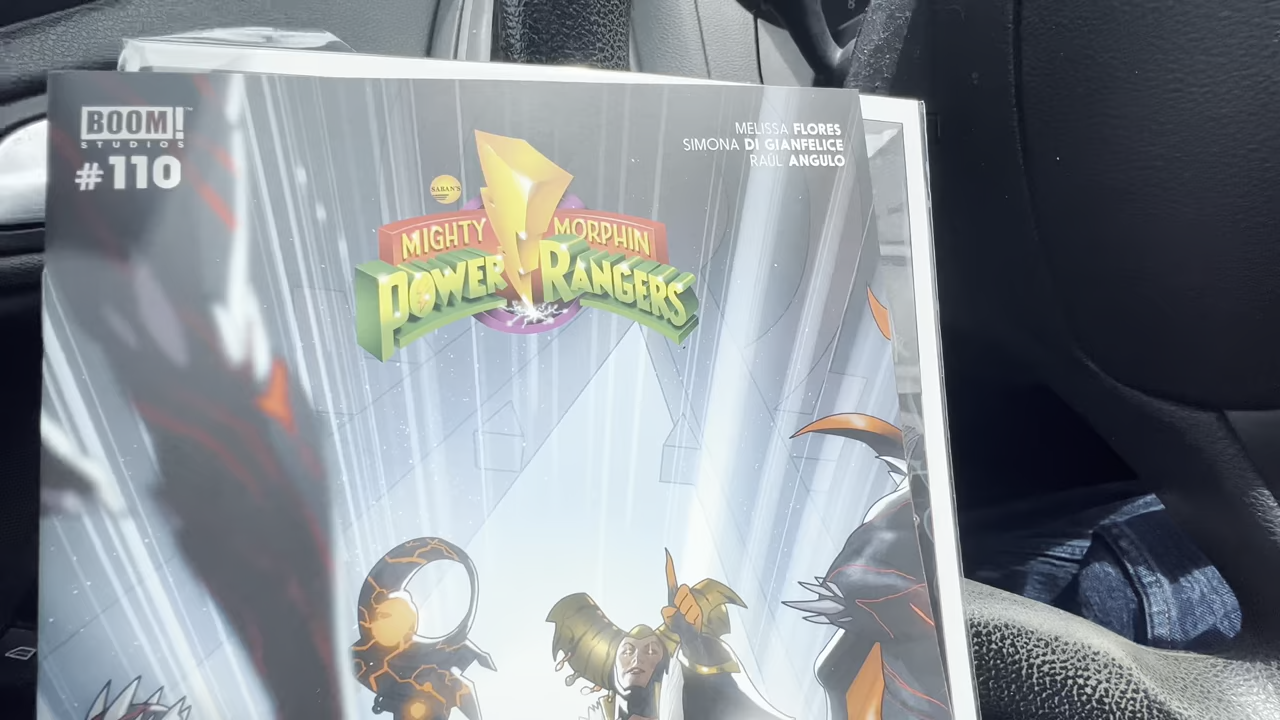 BOOM!
STUDIOS
#110
MELISSA FLORES
SIMONA DI GIANFELICE
RAÚL ANGULO
SABAN'S
MIGHTY MORPHIN
POWER RANGERS